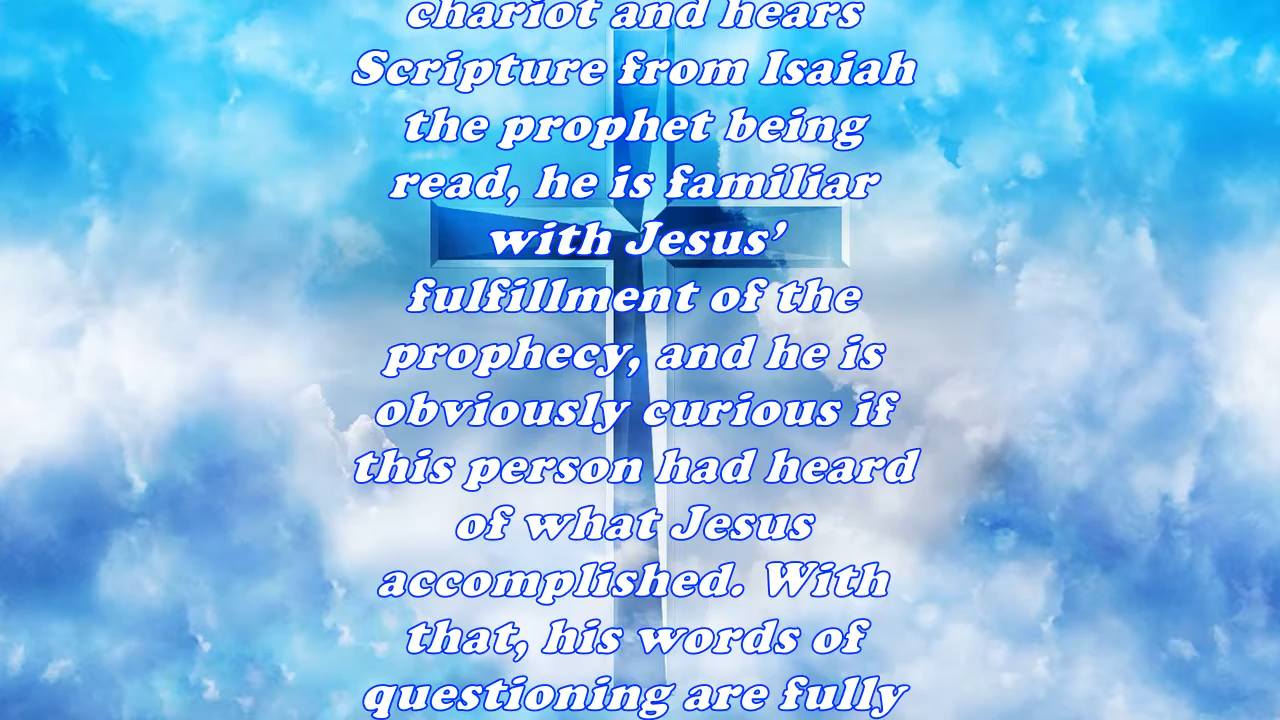 chariot and hears
Scripture from Isaiah
the prophet being
read, he is familiar
with Jesus’
fulfillment of the
prophecy, and he is
obviously curious if
this person had heard
of what Jesus
accomplished. With
that, his words of
questioning are fully